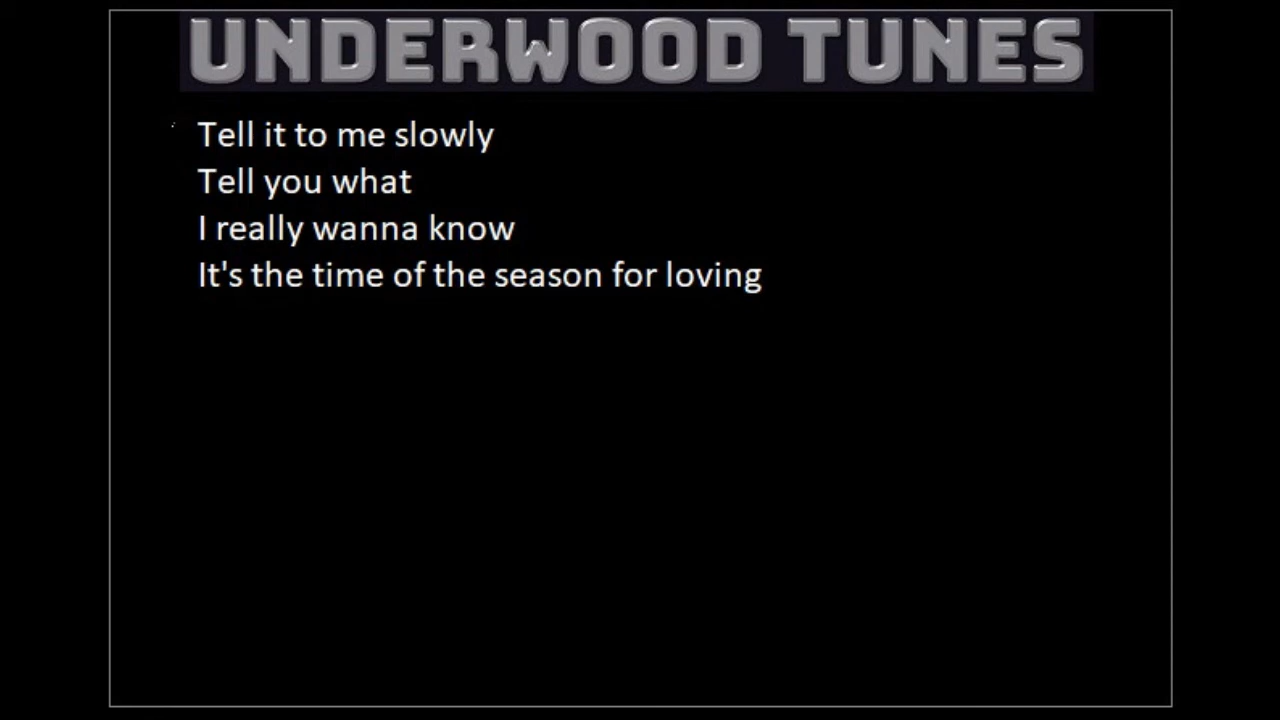 UNDERWOOD TUNES
Tell it to me slowly
Tell you what
I really wanna know
It's the time of the season for loving